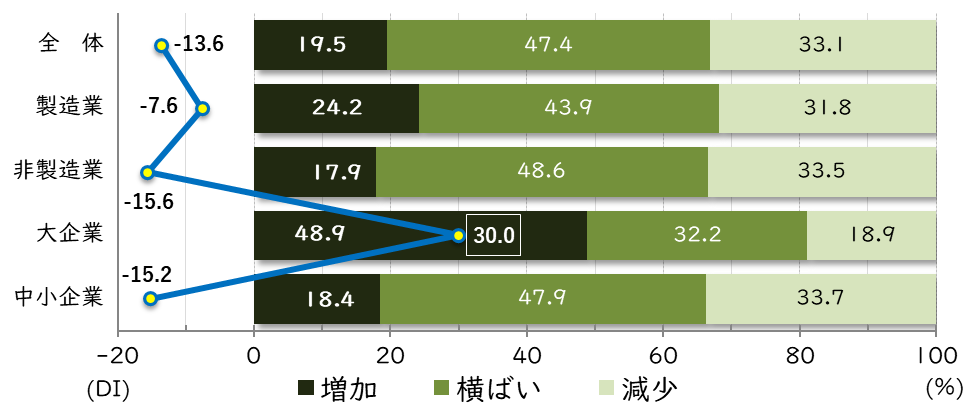 全　体 -13.6 19.5 47.4 33.1
製造業 -7.6 24.2 43.9 31.8
非製造業 -15.6 17.9 48.6 33.5
大企業 48.9 30.0 32.2 18.9
中小企業 -15.2 18.4 47.9 33.7
-20 0 20 40 60 80 100
(DI) 増加 横ばい 減少 (%)